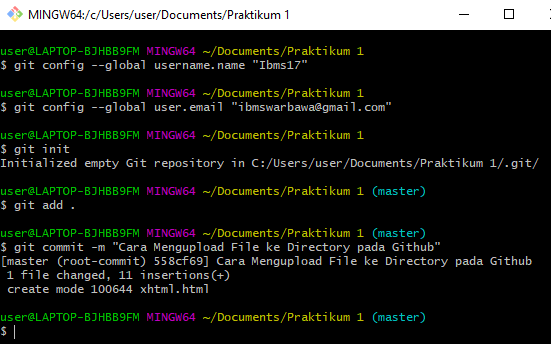 MINGW64:/c/Users/user/Documents/Praktikum 1
user@LAPTOP-BJHBB9FM MINGW64 ~/Documents/Praktikum 1
$ git config --global username.name "Ibms17"
user@LAPTOP-BJHBB9FM MINGW64 ~/Documents/Praktikum 1
$ git config --global user.email "ibmswarbawa@gmail.com"
user@LAPTOP-BJHBB9FM MINGW64 ~/Documents/Praktikum 1
$ git init
Initialized empty Git repository in C:/Users/user/Documents/Praktikum 1/.git/
user@LAPTOP-BJHBB9FM MINGW64 ~/Documents/Praktikum 1 (master)
$ git add .
user@LAPTOP-BJHBB9FM MINGW64 ~/Documents/Praktikum 1 (master)
$ git commit -m "Cara Mengupload File ke Directory pada Github"
[master (root-commit) 558cf69] Cara Mengupload File ke Directory pada Github
1 file changed, 11 insertions(+)
create mode 100644 xhtml.html
user@LAPTOP-BJHBB9FM MINGW64 ~/Documents/Praktikum 1 (master)
$